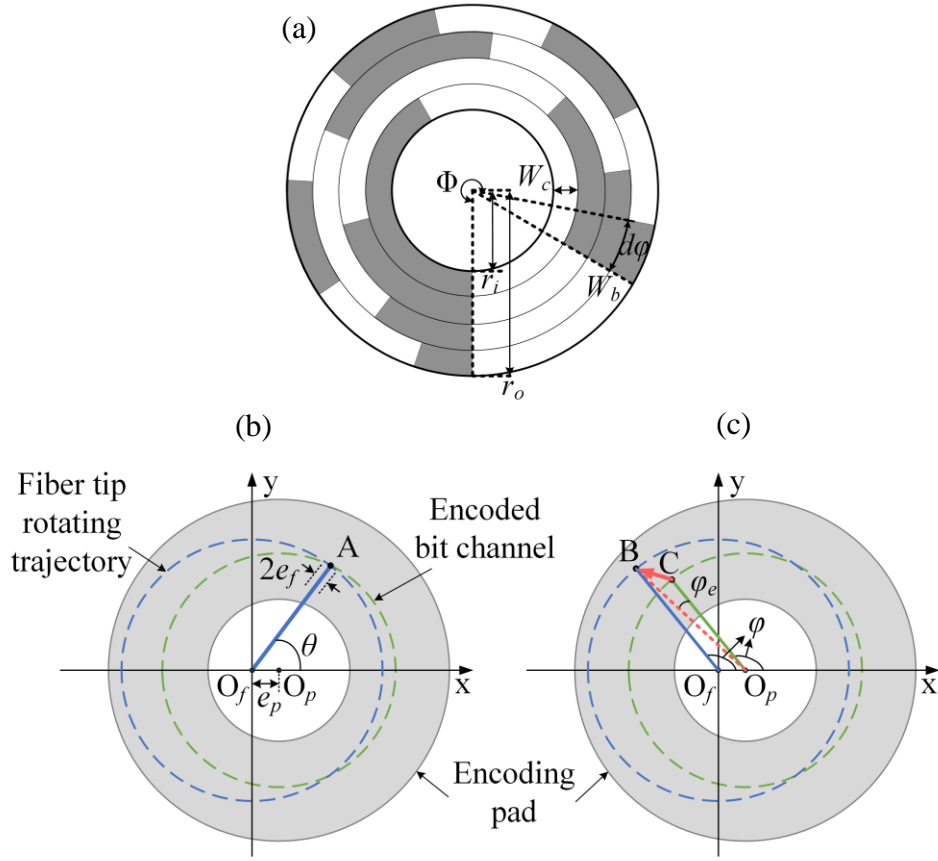 (a)
Φ
W_c
dφ
r_i
W_b
r_o
(b)
(c)
y
y
Fiber tip
rotating
trajectory
Encoded
bit channel
A
2e_f
θ
O_f
e_p
O_p
x
B
C
φ_e
φ
O_f
O_p
x
Encoding
pad